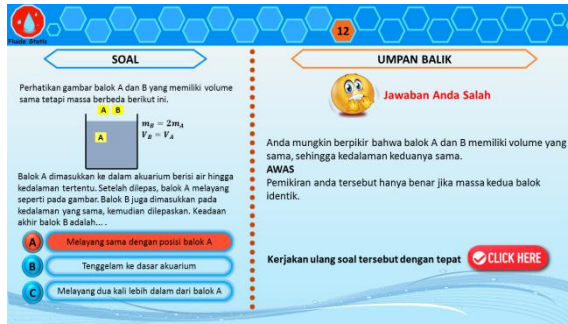 Fluida Statis
12
SOAL
Perhatikan gambar balok A dan B yang memiliki volume
sama tetapi massa berbeda berikut ini.
A B
A
m_B = 2m_A
V_B = V_A
Balok A dimasukkan ke dalam akuarium berisi air hingga
kedalaman tertentu. Setelah dilepas, balok A melayang
seperti pada gambar. Balok B juga dimasukkan pada
kedalaman yang sama, kemudian dilepaskan. Keadaan
akhir balok B adalah....
A Melayang sama dengan posisi balok A
B Tenggelam ke dasar akuarium
C Melayang dua kali lebih dalam dari balok A
UMPAN BALIK
Jawaban Anda Salah
Anda mungkin berpikir bahwa balok A dan B memiliki volume yang
sama, sehingga kedalaman keduanya sama.
AWAS
Pemikiran anda tersebut hanya benar jika massa kedua balok
identik.
Kerjakan ulang soal tersebut dengan tepat
CLICK HERE